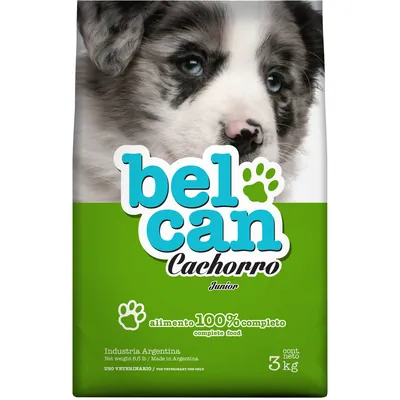 bel
can
Cachorro
Junior
alimento 100% completo
complete food
Industria Argentina
Net weight 6.6 lb / Made in Argentina
USO VETERINARIO / FOR VETERINARY USE ONLY
cont.
neto
3 kg